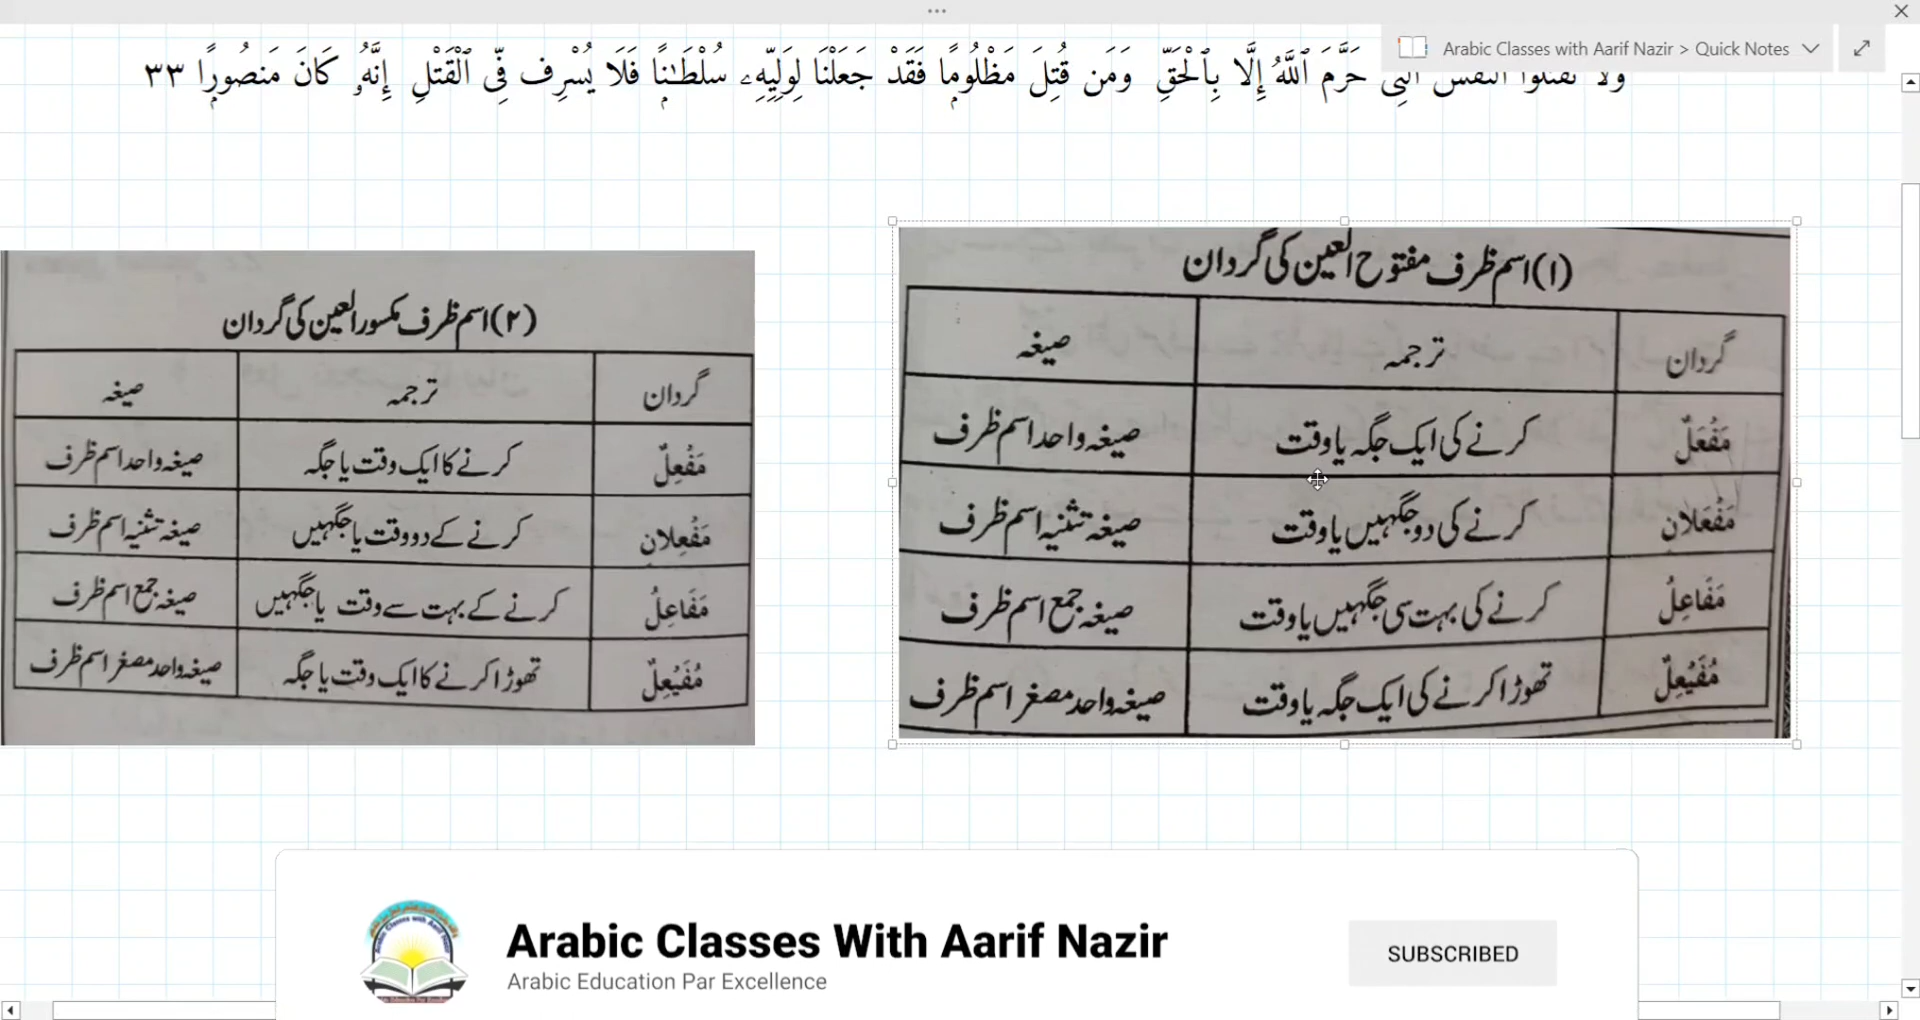 Arabic Classes with Aarif Nazir > Quick Notes
وَلَا تَقْتُلُوا۟ ٱلنَّفْسَ ٱلَّتِى حَرَّمَ ٱللَّهُ إِلَّا بِٱلْحَقِّ وَمَن قُتِلَ مَظْلُومًا فَقَدْ جَعَلْنَا لِوَلِيِّهِۦ سُلْطَـٰنًا فَلَا يُسْرِف فِّى ٱلْقَتْلِ إِنَّهُۥ كَانَ مَنصُورًا ٣٣
(۱) اسم ظرف مفتوح العین کی گردان
گردان ترجمہ صیغہ
مَفْعَلٌ کرنے کی ایک جگہ یا وقت صیغہ واحد اسم ظرف
مَفْعَلَانِ کرنے کی دو جگہیں یا وقت صیغہ تثنیہ اسم ظرف
مَفَاعِلُ کرنے کی بہت سی جگہیں یا وقت صیغہ جمع اسم ظرف
مُفَيْعِلٌ تھوڑا کرنے کی ایک جگہ یا وقت صیغہ واحد مصغر اسم ظرف
(۲) اسم ظرف مکسور العین کی گردان
گردان ترجمہ صیغہ
مَفْعِلٌ کرنے کا ایک وقت یا جگہ صیغہ واحد اسم ظرف
مَفْعِلَانِ کرنے کے دو وقت یا جگہیں صیغہ تثنیہ اسم ظرف
مَفَاعِلُ کرنے کے بہت سے وقت یا جگہیں صیغہ جمع اسم ظرف
مُفَيْعِلٌ تھوڑا کرنے کا ایک وقت یا جگہ صیغہ واحد مصغر اسم ظرف
Arabic Classes With Aarif Nazir
Arabic Education Par Excellence
SUBSCRIBED